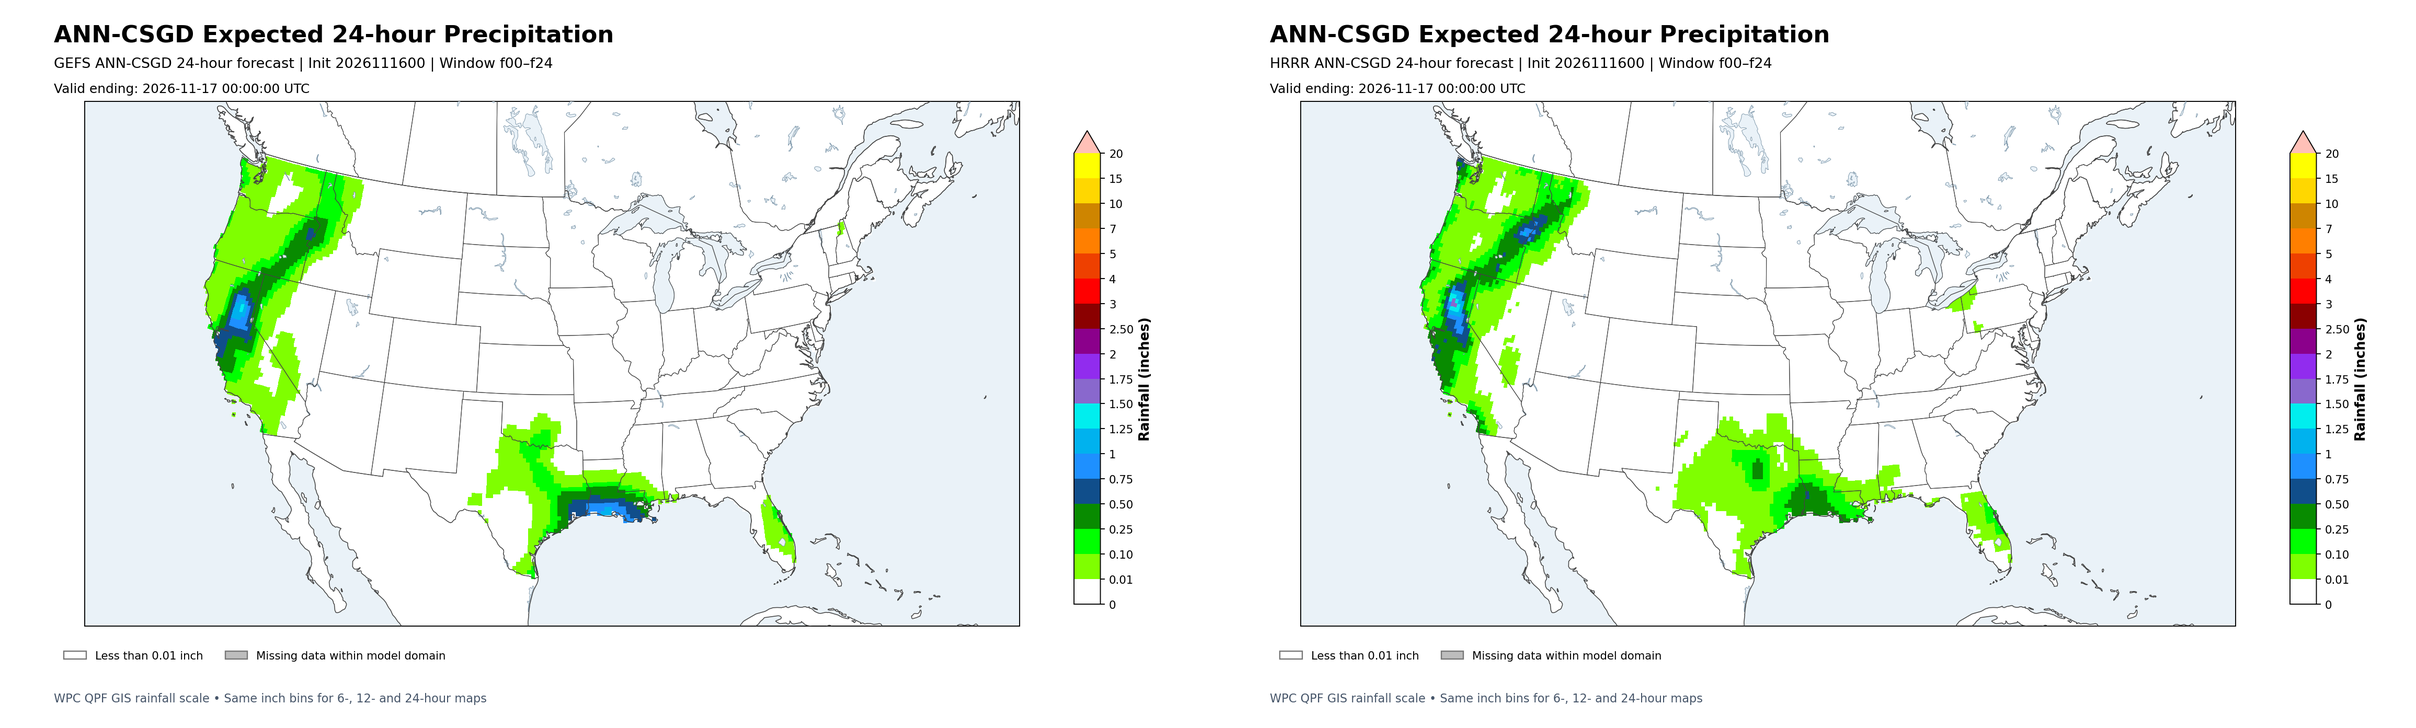 ANN-CSGD Expected 24-hour Precipitation
GEFS ANN-CSGD 24-hour forecast | Init 2026111600 | Window f00–f24
Valid ending: 2026-11-17 00:00:00 UTC
20
15
10
7
5
4
3
2.50
2
1.75
1.50
1.25
1
0.75
0.50
0.25
0.10
0.01
0
Rainfall (inches)
Less than 0.01 inch
Missing data within model domain
WPC QPF GIS rainfall scale • Same inch bins for 6-, 12- and 24-hour maps
ANN-CSGD Expected 24-hour Precipitation
HRRR ANN-CSGD 24-hour forecast | Init 2026111600 | Window f00–f24
Valid ending: 2026-11-17 00:00:00 UTC
20
15
10
7
5
4
3
2.50
2
1.75
1.50
1.25
1
0.75
0.50
0.25
0.10
0.01
0
Rainfall (inches)
Less than 0.01 inch
Missing data within model domain
WPC QPF GIS rainfall scale • Same inch bins for 6-, 12- and 24-hour maps